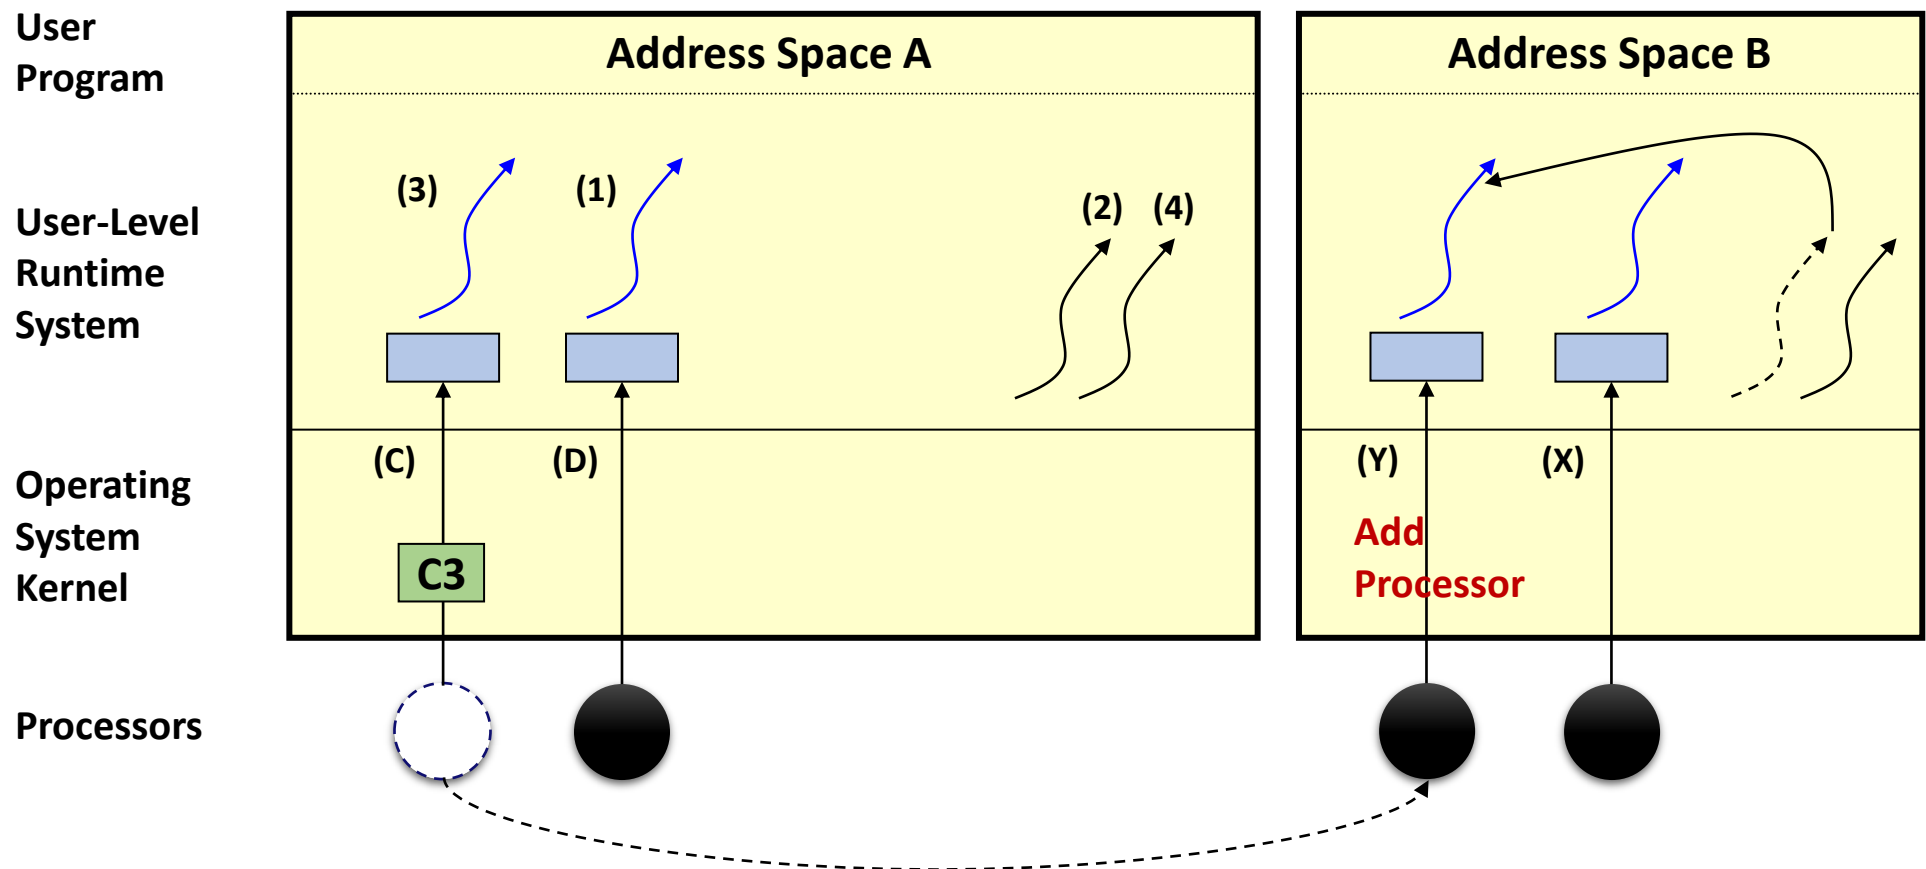 User
Program
Address Space A
Address Space B
(3)
(1)
(2)
(4)
User-Level
Runtime
System
(C)
(D)
(Y)
(X)
Operating
System
Kernel
C3
Add
Processor
Processors